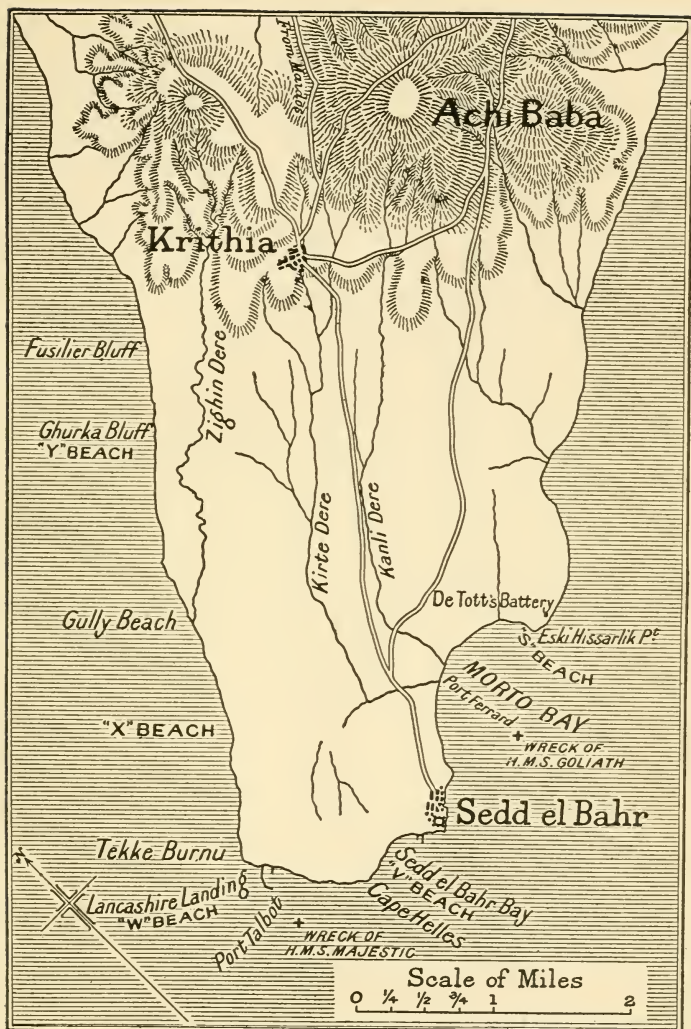 From Maidos
Achi Baba
Krithia
Fusilier Bluff
Zighin Dere
Ghurka Bluff
"Y" BEACH
Kirte Dere
Kanli Dere
De Tott's Battery
Gully Beach
Eski Hissarlik Pt
"S" BEACH
MORTO BAY
Port Ferrard
"X" BEACH
WRECK OF
H.M.S. GOLIATH
Sedd el Bahr
Tekke Burnu
Sedd el Bahr Bay
"V" BEACH
Cape Helles
Lancashire Landing
"W" BEACH
Port Talbot
WRECK OF
H.M.S. MAJESTIC
Scale of Miles
0 ¼ ½ ¾ 1 2